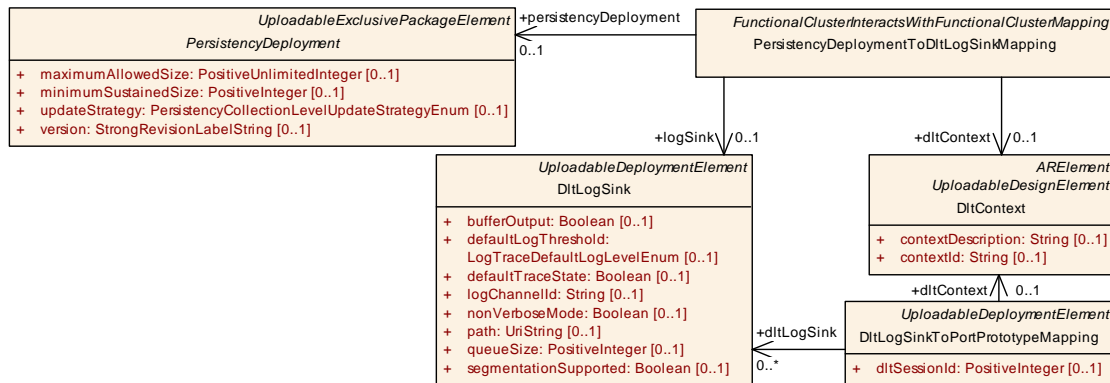 UploadableExclusivePackageElement
PersistencyDeployment
+ maximumAllowedSize: PositiveUnlimitedInteger [0..1]
+ minimumSustainedSize: PositiveInteger [0..1]
+ updateStrategy: PersistencyCollectionLevelUpdateStrategyEnum [0..1]
+ version: StrongRevisionLabelString [0..1]
+persistencyDeployment
0..1
FunctionalClusterInteractsWithFunctionalClusterMapping
PersistencyDeploymentToDltLogSinkMapping
+logSink 0..1
+dltContext 0..1
UploadableDeploymentElement
DltLogSink
+ bufferOutput: Boolean [0..1]
+ defaultLogThreshold:
LogTraceDefaultLogLevelEnum [0..1]
+ defaultTraceState: Boolean [0..1]
+ logChannelId: String [0..1]
+ nonVerboseMode: Boolean [0..1]
+ path: UriString [0..1]
+ queueSize: PositiveInteger [0..1]
+ segmentationSupported: Boolean [0..1]
ARElement
UploadableDesignElement
DltContext
+ contextDescription: String [0..1]
+ contextId: String [0..1]
+dltContext 0..1
UploadableDeploymentElement
DltLogSinkToPortPrototypeMapping
+ dltSessionId: PositiveInteger [0..1]
+dltLogSink
0..*